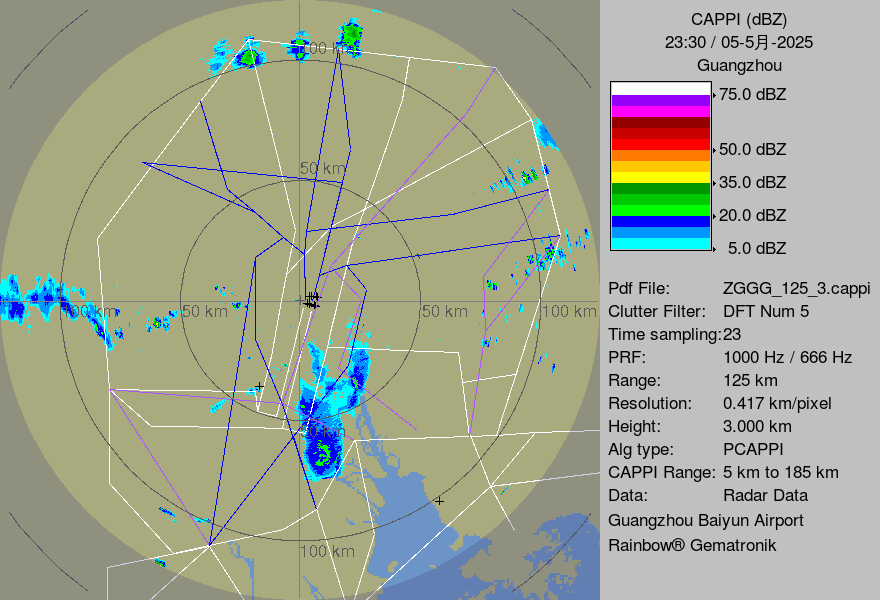 CAPPI (dBZ)
23:30 / 05-5月-2025
Guangzhou
75.0 dBZ
50.0 dBZ
35.0 dBZ
20.0 dBZ
5.0 dBZ
Pdf File: ZGGG_125_3.cappi
Clutter Filter: DFT Num 5
Time sampling:23
PRF: 1000 Hz / 666 Hz
Range: 125 km
Resolution: 0.417 km/pixel
Height: 3.000 km
Alg type: PCAPPI
CAPPI Range: 5 km to 185 km
Data: Radar Data
Guangzhou Baiyun Airport
Rainbow® Gematronik
100 km
50 km
100 km
50 km
50 km
100 km
50 km
100 km